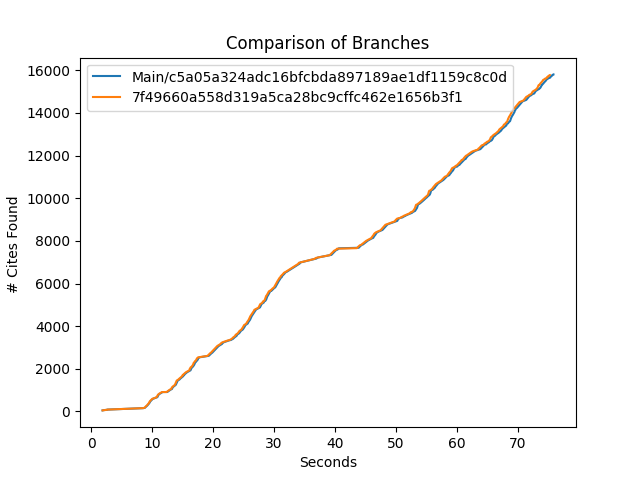 Comparison of Branches
Main/c5a05a324adc16bfcbda897189ae1df1159c8c0d
7f49660a558d319a5ca28bc9cffc462e1656b3f1
# Cites Found
16000
14000
12000
10000
8000
6000
4000
2000
0
0 10 20 30 40 50 60 70
Seconds